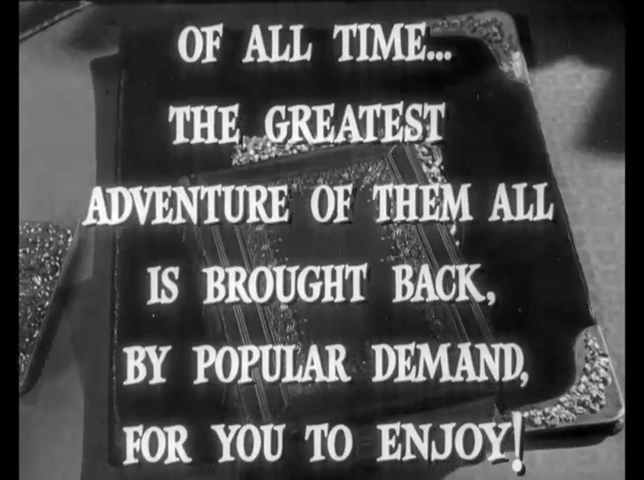 OF ALL TIME...
THE GREATEST
ADVENTURE OF THEM ALL
IS BROUGHT BACK,
BY POPULAR DEMAND,
FOR YOU TO ENJOY!